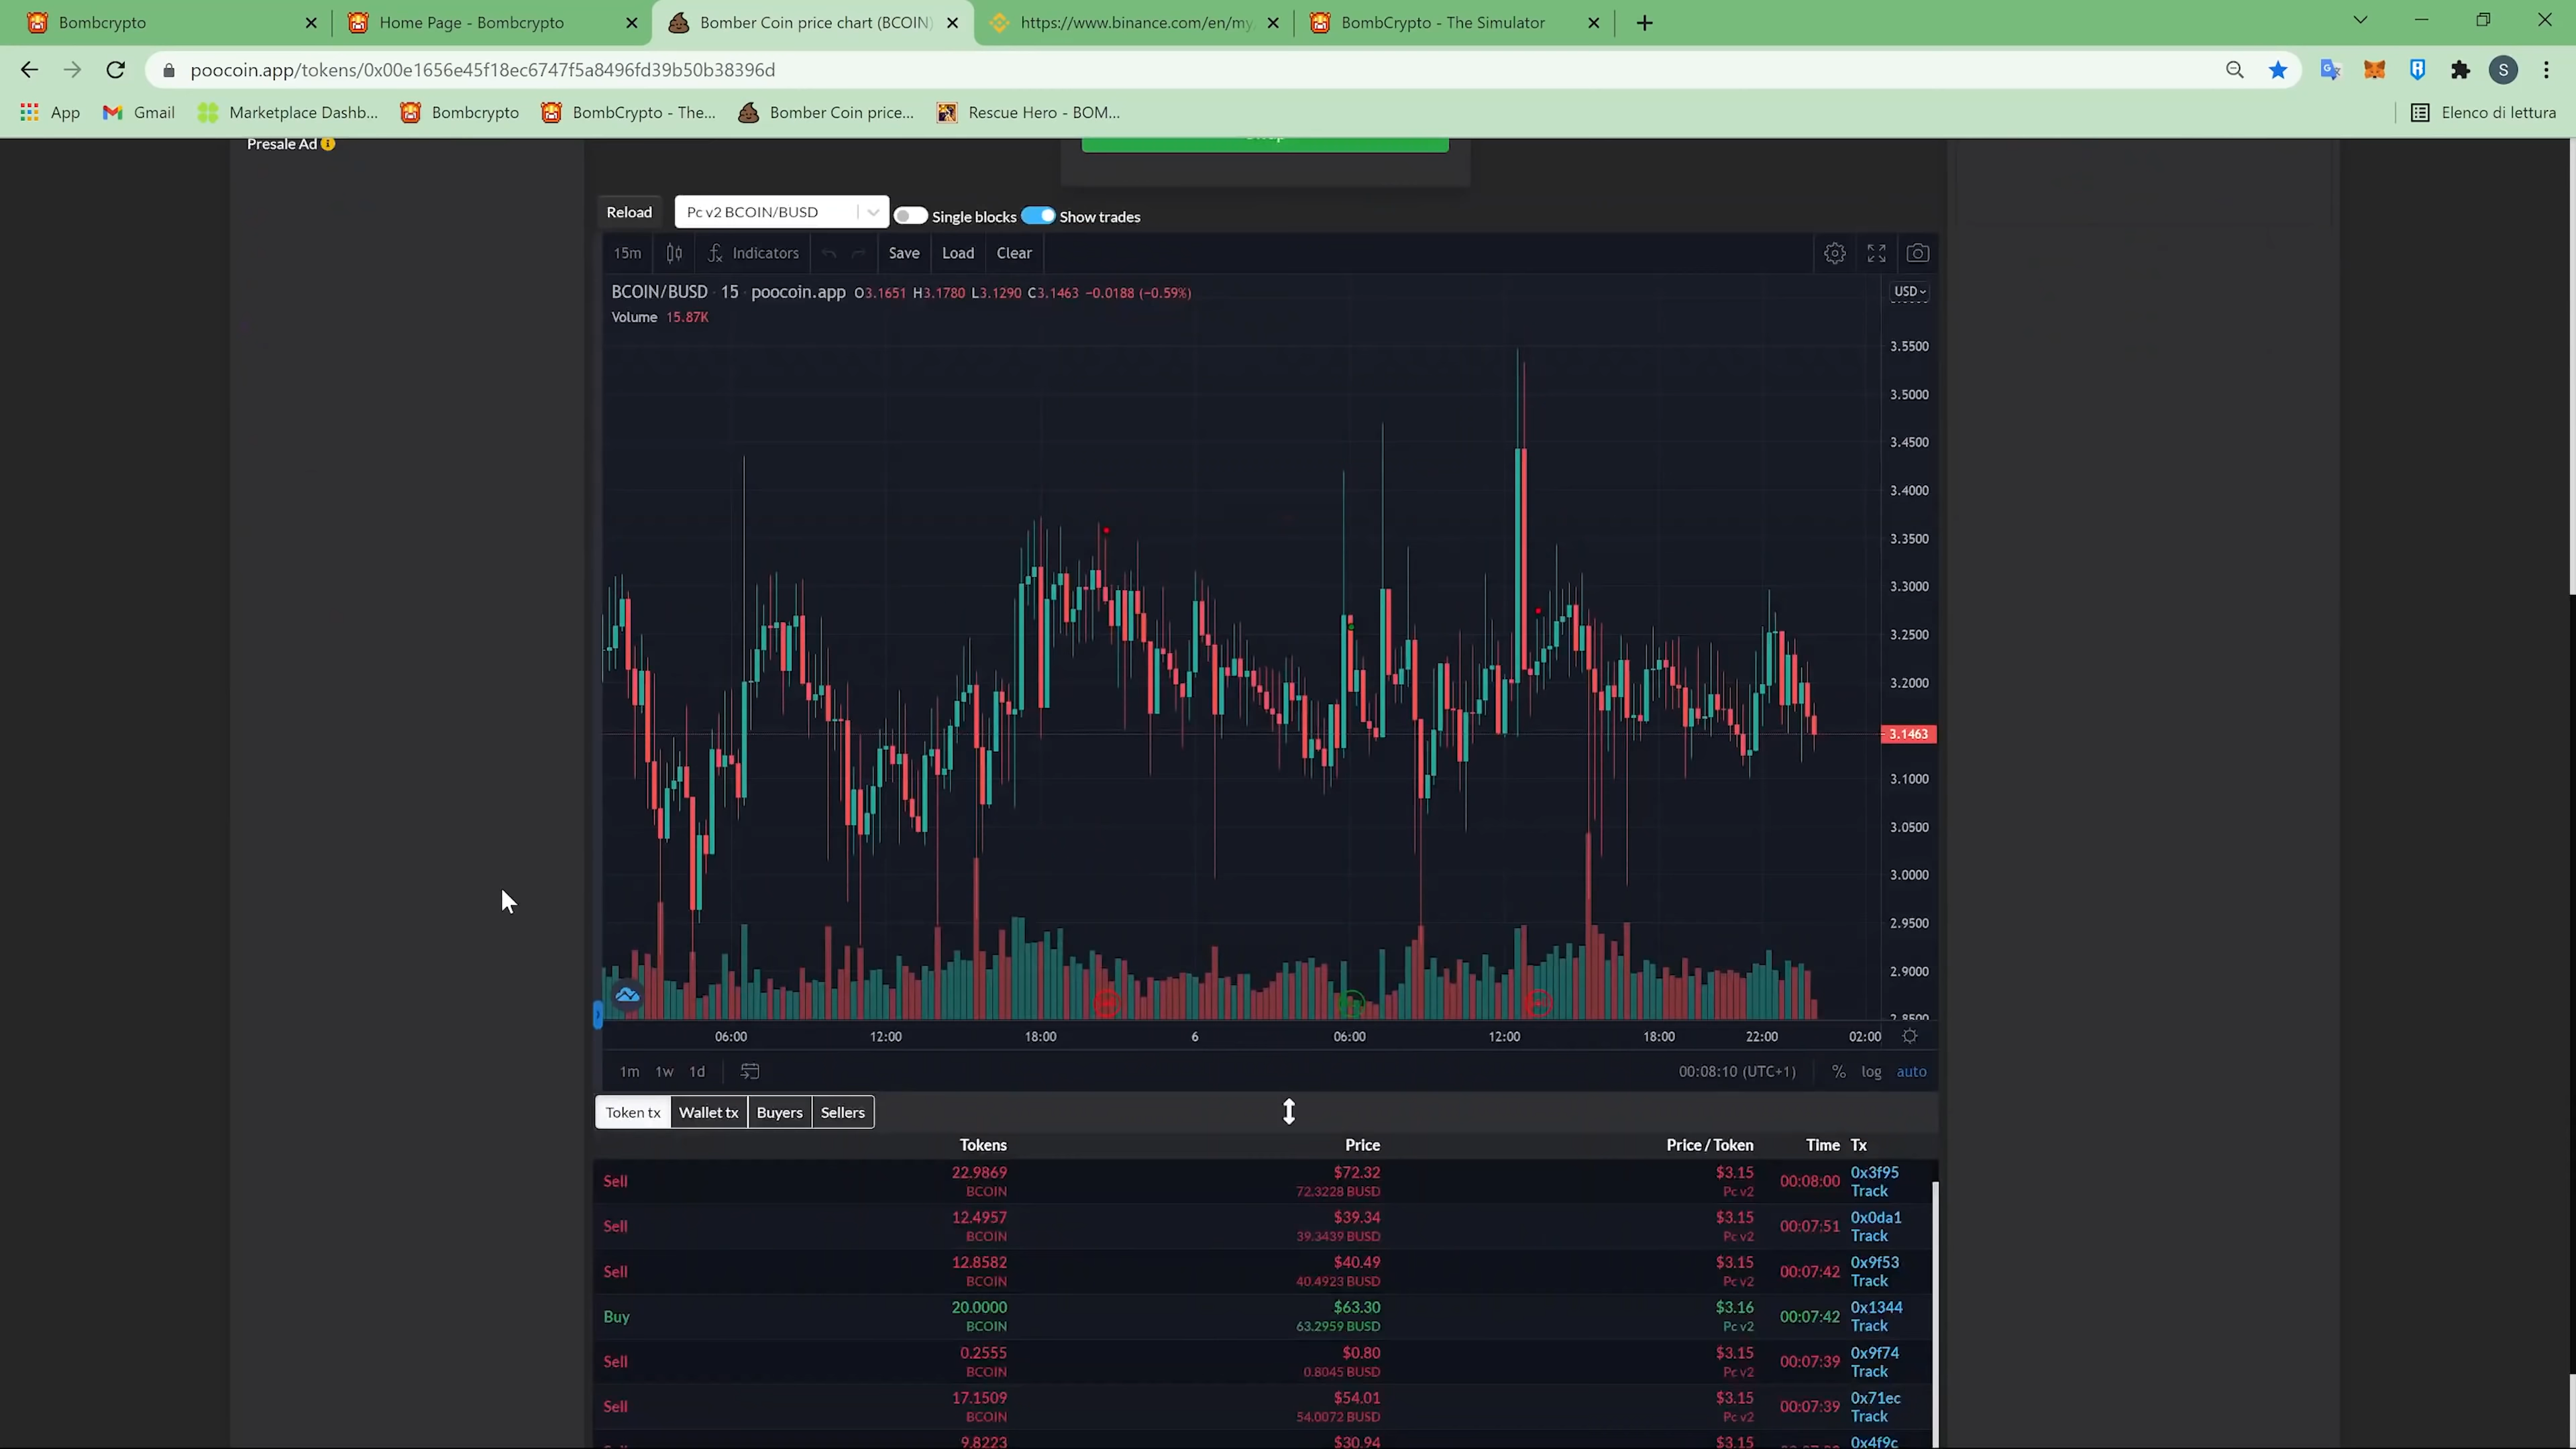 Bombcrypto
Home Page - Bombcrypto
Bomber Coin price chart (BCOIN)
https://www.binance.com/en/my
BombCrypto - The Simulator
poocoin.app/tokens/0x00e1656e45f18ec6747f5a8496fd39b50b38396d
S
App
Gmail
Marketplace Dashb...
Bombcrypto
BombCrypto - The...
Bomber Coin price...
Rescue Hero - BOM...
Elenco di lettura
Presale Ad
Reload
Pc v2 BCOIN/BUSD
Single blocks
Show trades
15m
Indicators
Save
Load
Clear
BCOIN/BUSD · 15 · poocoin.app O3.1651 H3.1780 L3.1290 C3.1463 −0.0188 (−0.59%)
USD
Volume 15.87K
3.5500
3.5000
3.4500
3.4000
3.3500
3.3000
3.2500
3.2000
3.1463
3.1000
3.0500
3.0000
2.9500
2.9000
2.8500
06:00 12:00 18:00 6 06:00 12:00 18:00 22:00 02:00
1m 1w 1d
00:08:10 (UTC+1)
% log auto
Token tx
Wallet tx
Buyers
Sellers
Tokens Price Price / Token Time Tx
Sell 22.9869 $72.32 $3.15 00:08:00 0x3f95
BCOIN 72.3228 BUSD Pc v2 Track
Sell 12.4957 $39.34 $3.15 00:07:51 0x0da1
BCOIN 39.3439 BUSD Pc v2 Track
Sell 12.8582 $40.49 $3.15 00:07:42 0x9f53
BCOIN 40.4923 BUSD Pc v2 Track
Buy 20.0000 $63.30 $3.16 00:07:42 0x1344
BCOIN 63.2959 BUSD Pc v2 Track
Sell 0.2555 $0.80 $3.15 00:07:39 0x9f74
BCOIN 0.8045 BUSD Pc v2 Track
Sell 17.1509 $54.01 $3.15 00:07:39 0x71ec
BCOIN 54.0072 BUSD Pc v2 Track
9.8223 $30.94 $3.15 0x4f9c